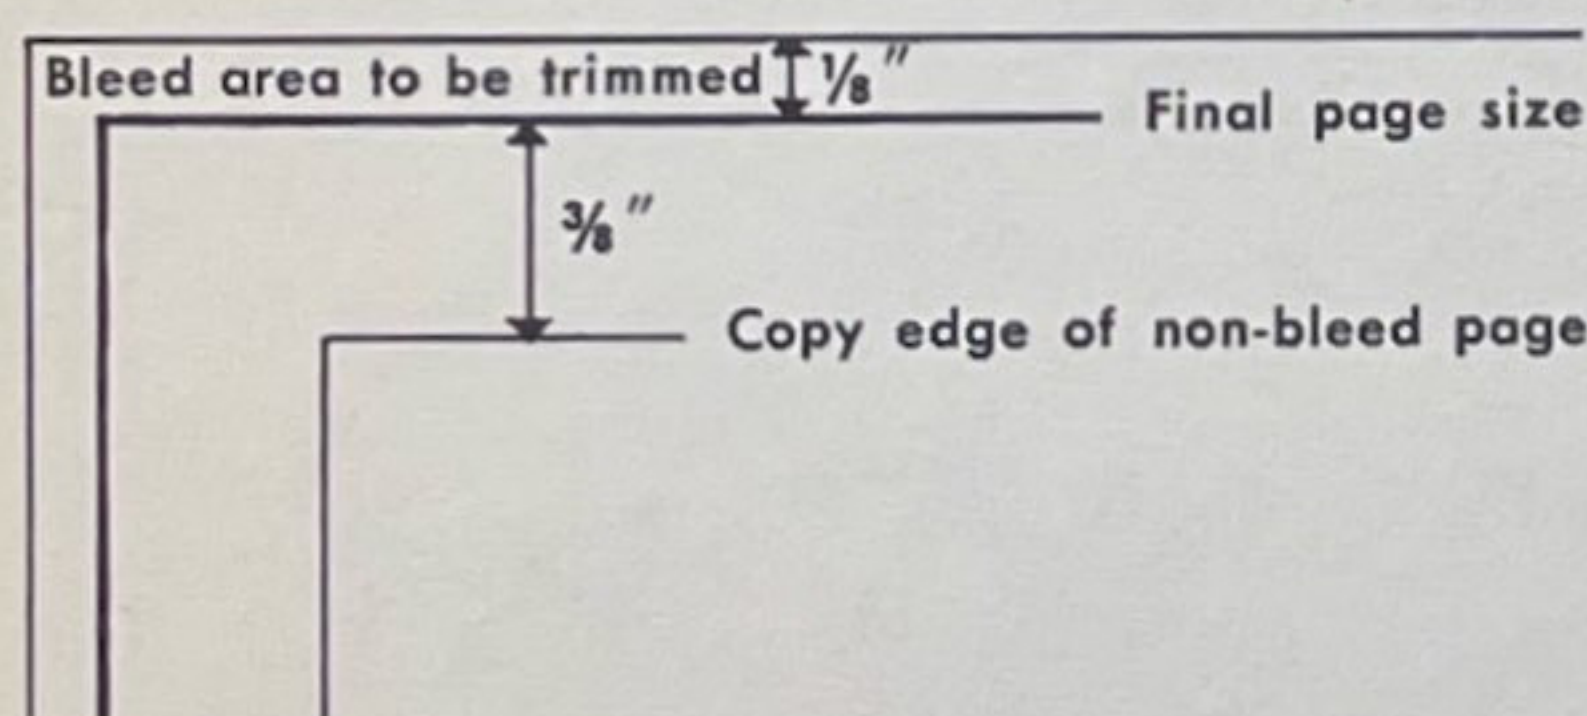 Bleed area to be trimmed ⅛″
Final page size
⅜″
Copy edge of non-bleed page